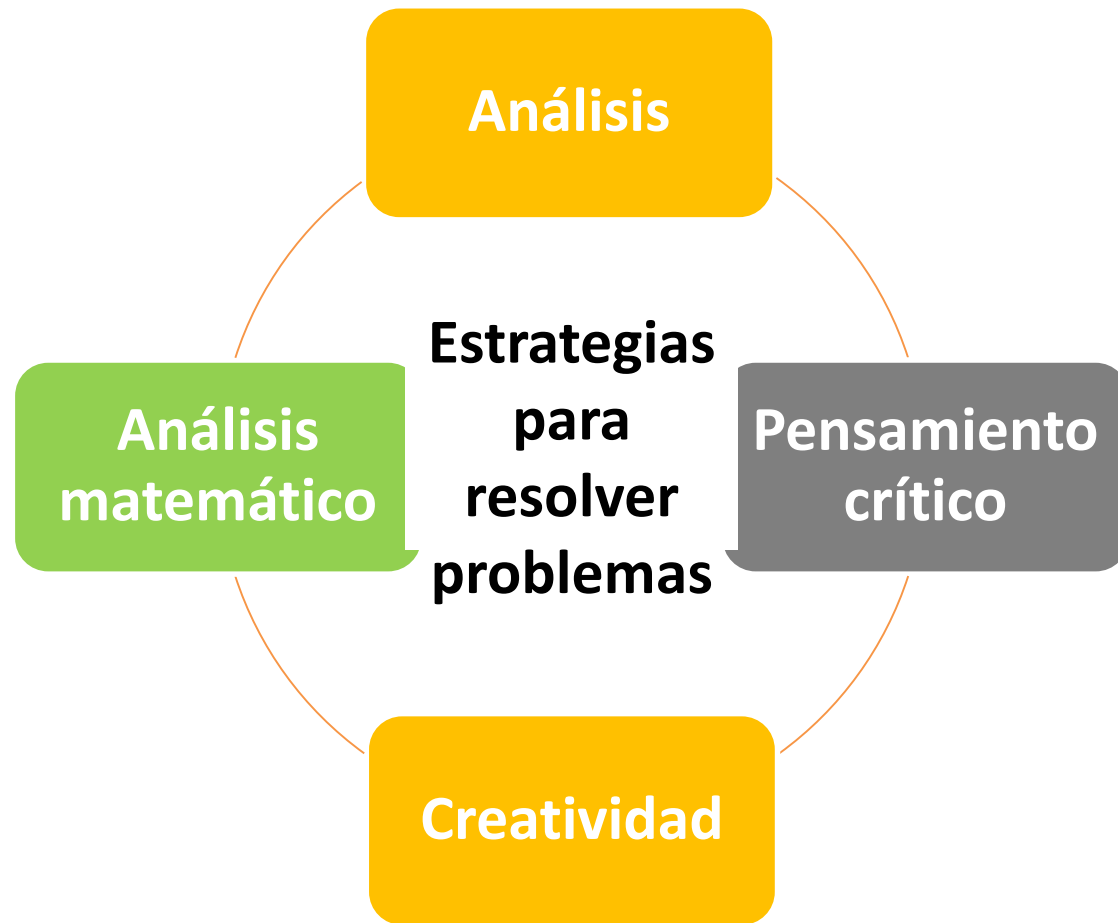 Análisis
Estrategias
para
resolver
problemas
Análisis
matemático
Pensamiento
crítico
Creatividad